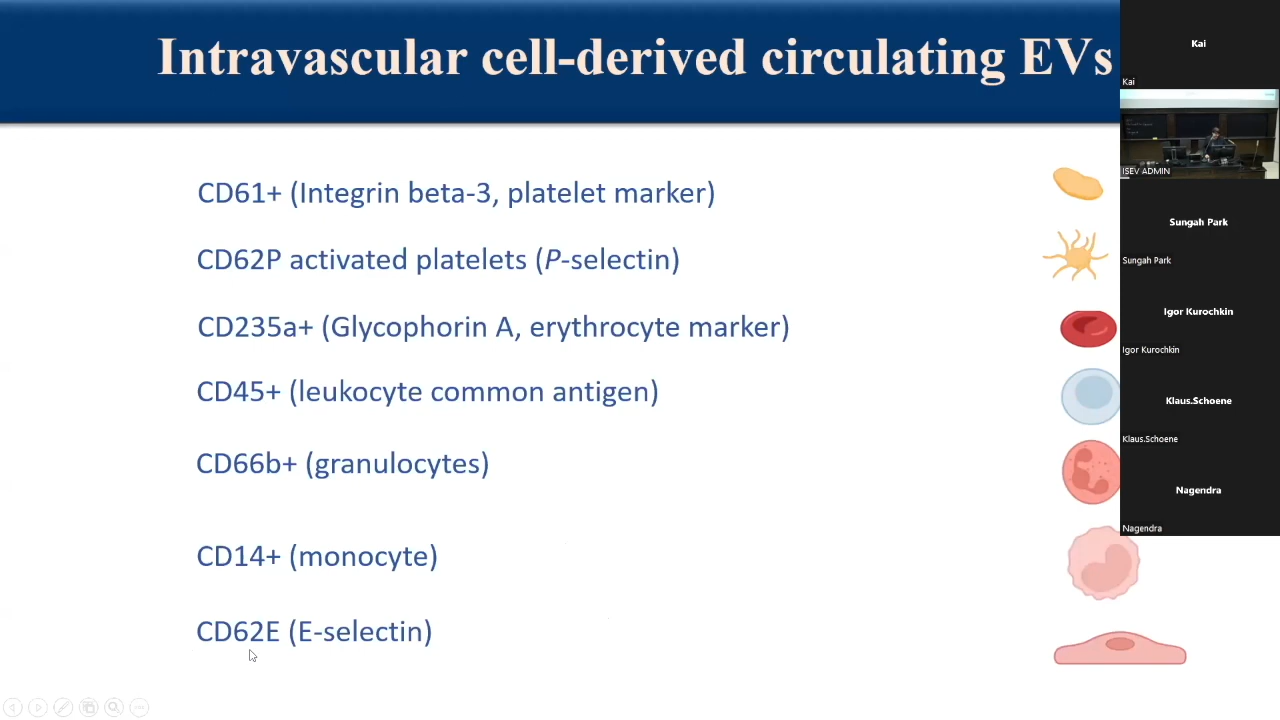 Intravascular cell-derived circulating EVs
CD61+ (Integrin beta-3, platelet marker)
CD62P activated platelets (P-selectin)
CD235a+ (Glycophorin A, erythrocyte marker)
CD45+ (leukocyte common antigen)
CD66b+ (granulocytes)
CD14+ (monocyte)
CD62E (E-selectin)
Kai
Kai
ISEV ADMIN
Sungah Park
Sungah Park
Igor Kurochkin
Igor Kurochkin
Klaus.Schoene
Klaus.Schoene
Nagendra
Nagendra